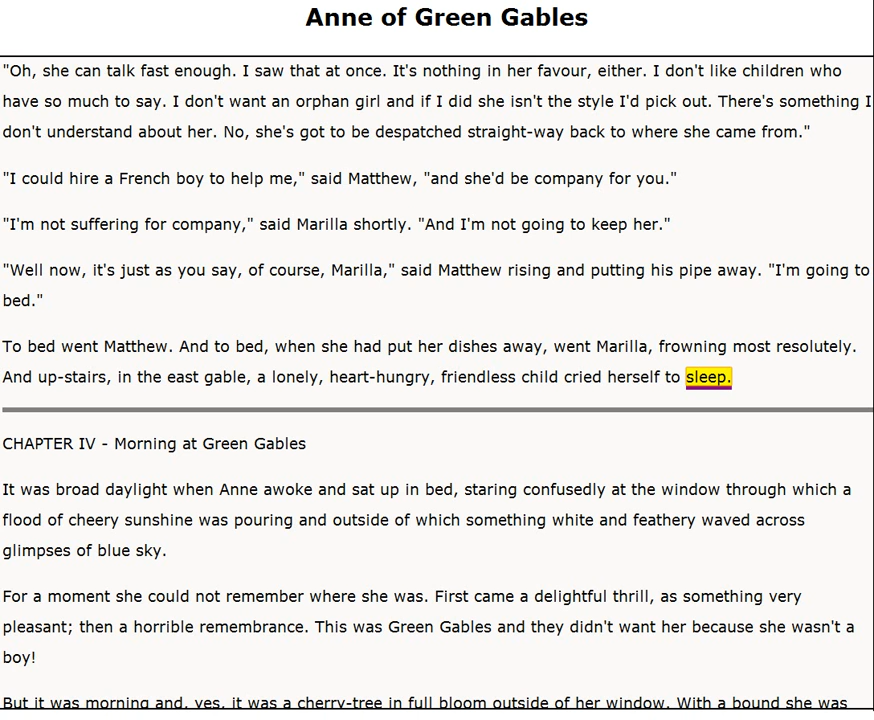 Anne of Green Gables
"Oh, she can talk fast enough. I saw that at once. It's nothing in her favour, either. I don't like children who
have so much to say. I don't want an orphan girl and if I did she isn't the style I'd pick out. There's something I
don't understand about her. No, she's got to be despatched straight-way back to where she came from."
"I could hire a French boy to help me," said Matthew, "and she'd be company for you."
"I'm not suffering for company," said Marilla shortly. "And I'm not going to keep her."
"Well now, it's just as you say, of course, Marilla," said Matthew rising and putting his pipe away. "I'm going to
bed."
To bed went Matthew. And to bed, when she had put her dishes away, went Marilla, frowning most resolutely.
And up-stairs, in the east gable, a lonely, heart-hungry, friendless child cried herself to sleep.
CHAPTER IV - Morning at Green Gables
It was broad daylight when Anne awoke and sat up in bed, staring confusedly at the window through which a
flood of cheery sunshine was pouring and outside of which something white and feathery waved across
glimpses of blue sky.
For a moment she could not remember where she was. First came a delightful thrill, as something very
pleasant; then a horrible remembrance. This was Green Gables and they didn't want her because she wasn't a
boy!
But it was morning and, yes, it was a cherry-tree in full bloom outside of her window. With a bound she was